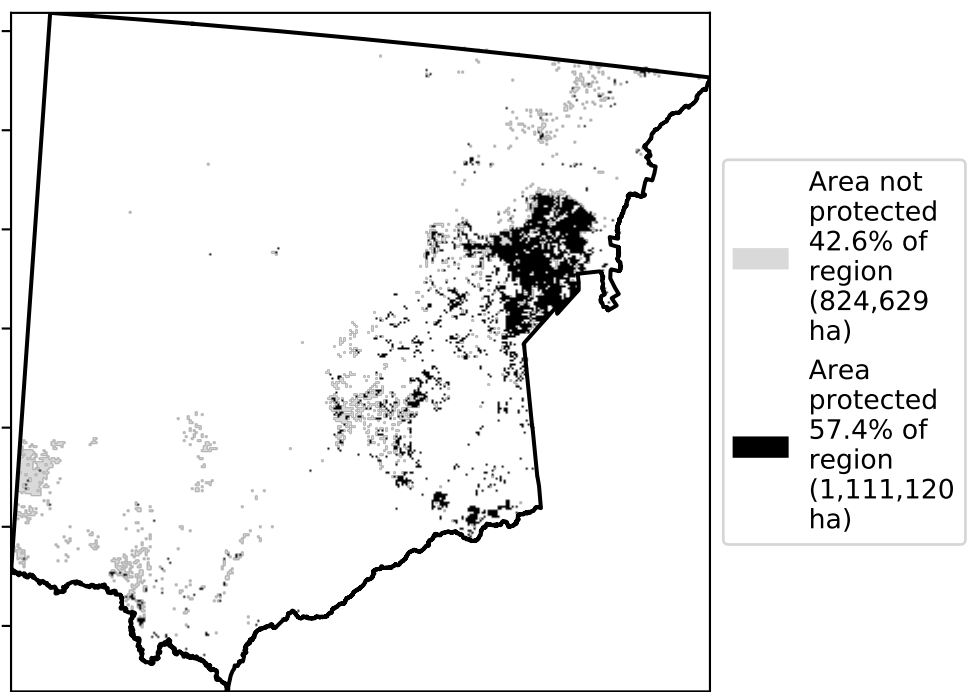 Area not
protected
42.6% of
region
(824,629
ha)
Area
protected
57.4% of
region
(1,111,120
ha)